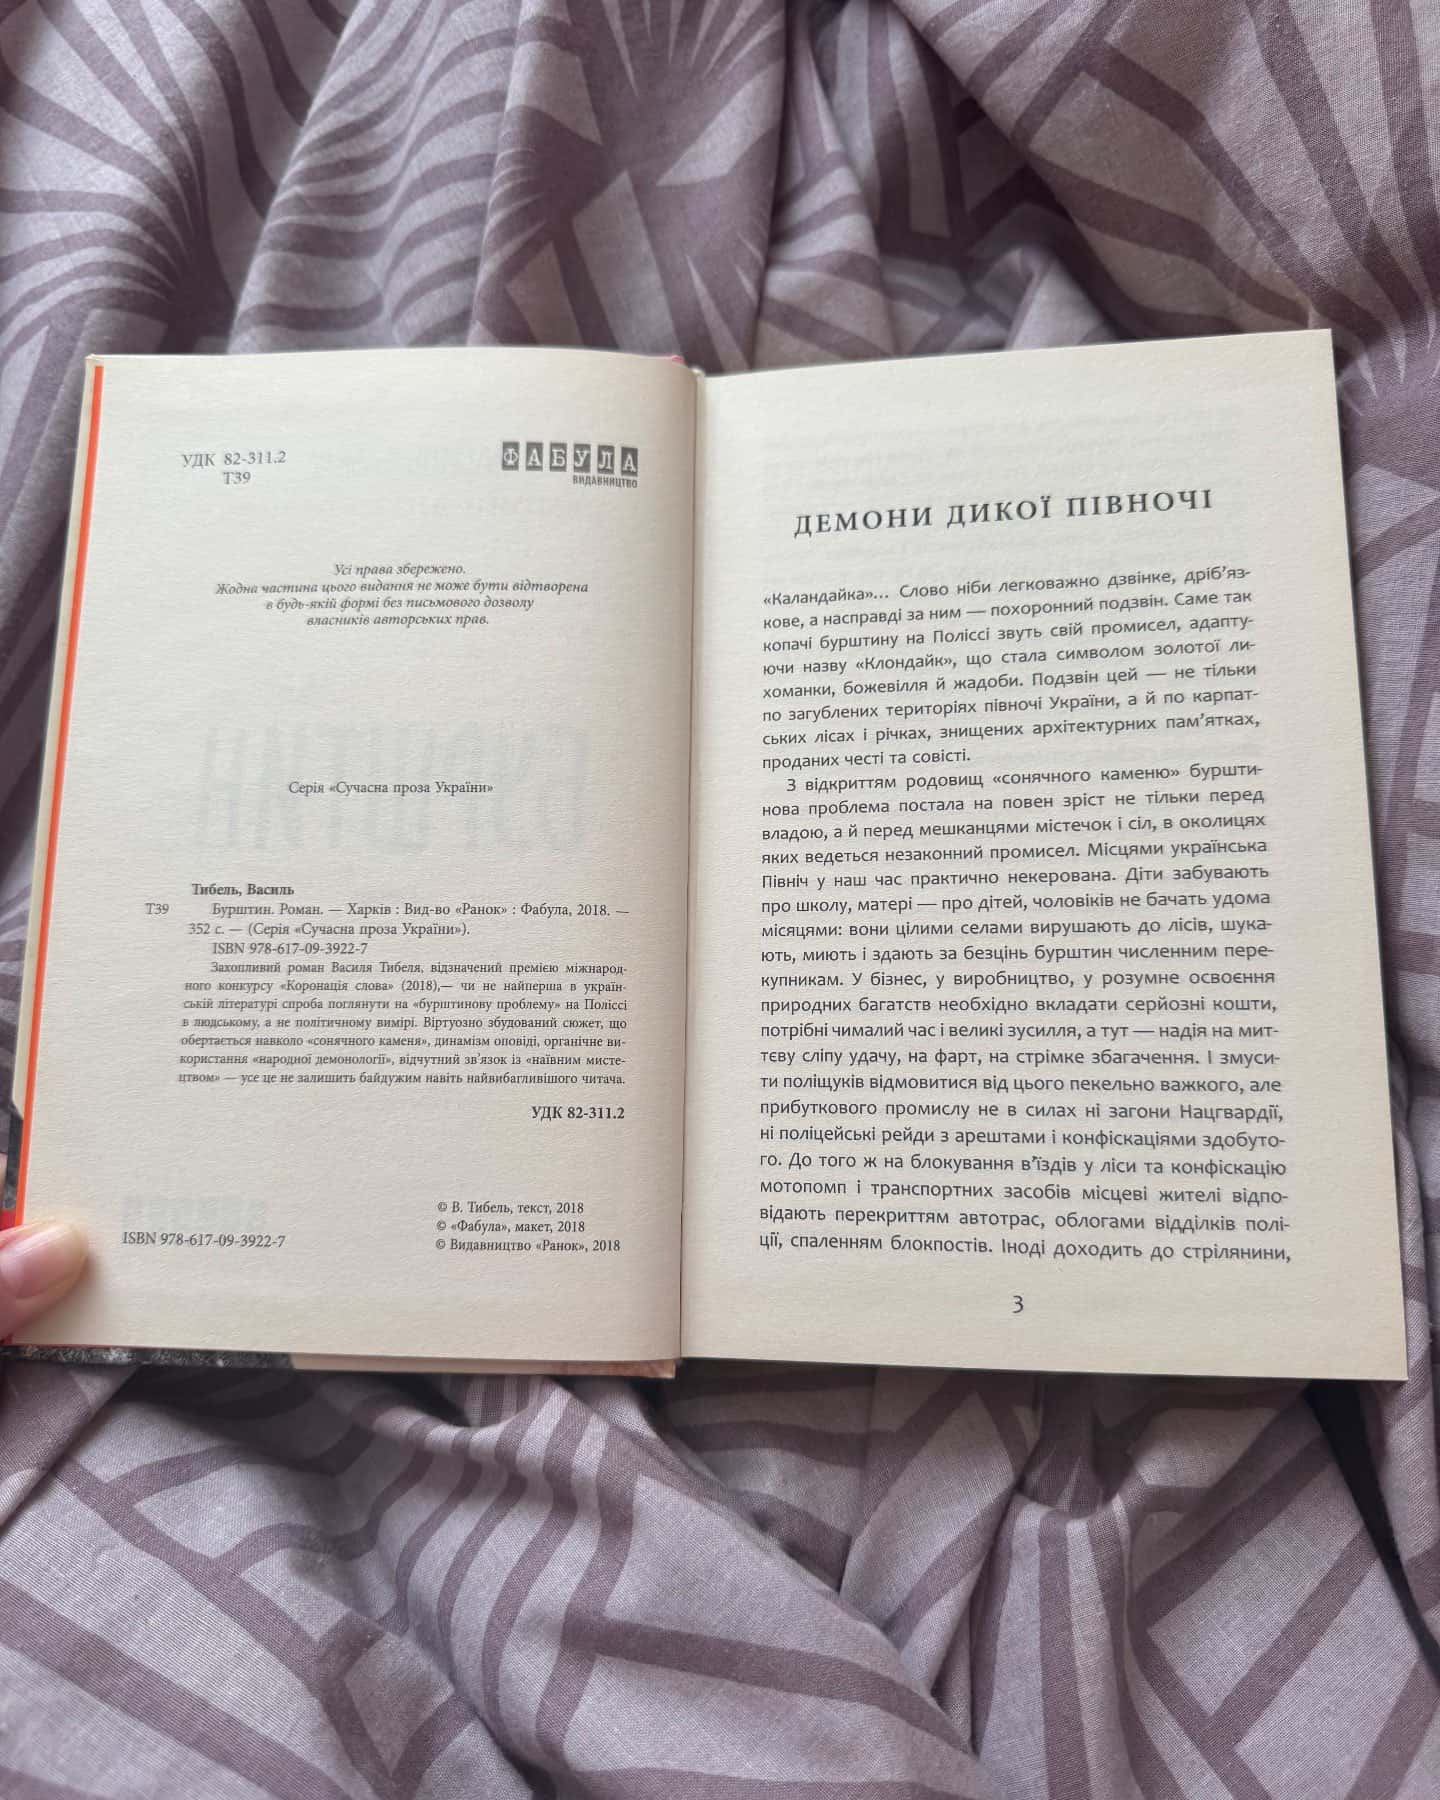 УДК 82-311.2
Т39
ФАБУЛА
ВИДАВНИЦТВО
Усі права збережено.
Жодна частина цього видання не може бути відтворена
в будь-якій формі без письмового дозволу
власників авторських прав.
Серія «Сучасна проза України»
Тибель, Василь
Т39 Бурштин. Роман. — Харків : Вид-во «Ранок» : Фабула, 2018. —
352 с. — (Серія «Сучасна проза України»).
ISBN 978-617-09-3922-7
Захопливий роман Василя Тибеля, відзначений премією міжнарод-
ного конкурсу «Коронація слова» (2018),— чи не найперша в україн-
ській літературі спроба поглянути на «бурштинову проблему» на Поліссі
в людському, а не політичному вимірі. Віртуозно збудований сюжет, що
обертається навколо «сонячного каменя», динамізм оповіді, органічне ви-
користання «народної демонології», відчутний зв'язок із «наївним мисте-
цтвом» — усе це не залишить байдужим навіть найвибагливішого читача.
УДК 82-311.2
© В. Тибель, текст, 2018
© «Фабула», макет, 2018
ISBN 978-617-09-3922-7
© Видавництво «Ранок», 2018
ДЕМОНИ ДИКОЇ ПІВНОЧІ
«Каландайка»... Слово ніби легковажно дзвінке, дріб'яз-
кове, а насправді за ним — похоронний подзвін. Саме так
копачі бурштину на Поліссі звуть свій промисел, адапту-
ючи назву «Клондайк», що стала символом золотої ли-
хоманки, божевілля й жадоби. Подзвін цей — не тільки
по загублених територіях півночі України, а й по карпат-
ських лісах і річках, знищених архітектурних пам'ятках,
проданих честі та совісті.
З відкриттям родовищ «сонячного каменю» буршти-
нова проблема постала на повен зріст не тільки перед
владою, а й перед мешканцями містечок і сіл, в околицях
яких ведеться незаконний промисел. Місцями українська
Північ у наш час практично некерована. Діти забувають
про школу, матері — про дітей, чоловіків не бачать удома
місяцями: вони цілими селами вирушають до лісів, шука-
ють, миють і здають за безцінь бурштин численним пере-
купникам. У бізнес, у виробництво, у розумне освоєння
природних багатств необхідно вкладати серйозні кошти,
потрібні чималий час і великі зусилля, а тут — надія на мит-
тєву сліпу удачу, на фарт, на стрімке збагачення. І змуси-
ти поліщуків відмовитися від цього пекельно важкого, але
прибуткового промислу не в силах ні загони Нацгвардії,
ні поліцейські рейди з арештами і конфіскаціями здобуто-
го. До того ж на блокування в'їздів у ліси та конфіскацію
мотопомп і транспортних засобів місцеві жителі відпо-
відають перекриттям автотрас, облогами відділків полі-
ції, спаленням блокпостів. Іноді доходить до стрілянини,
3